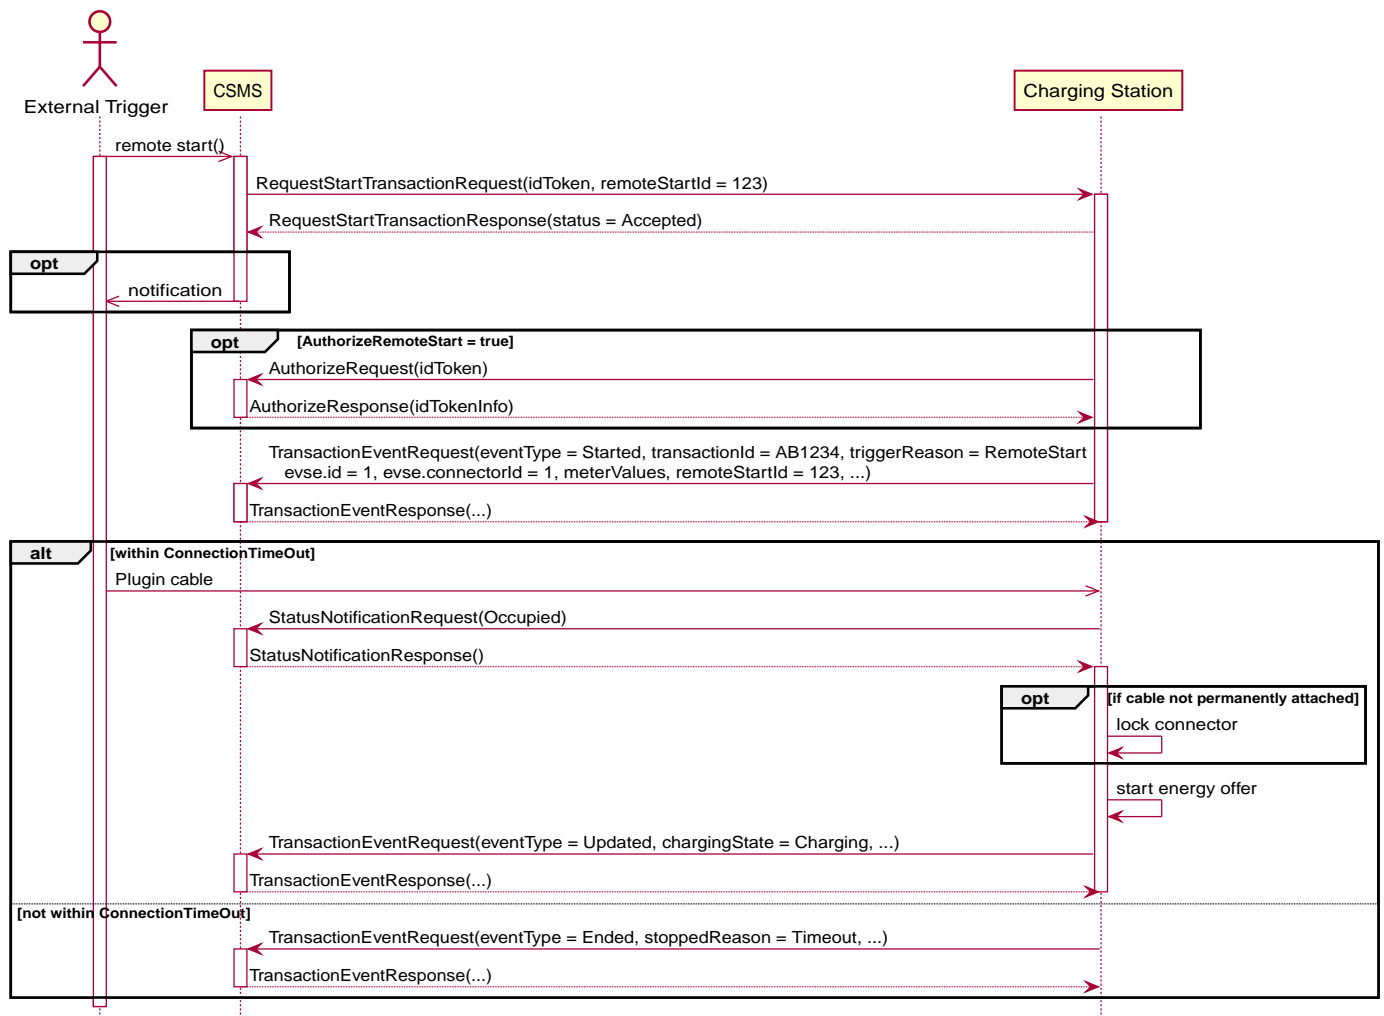 External Trigger
CSMS
Charging Station
remote start()
RequestStartTransactionRequest(idToken, remoteStartId = 123)
RequestStartTransactionResponse(status = Accepted)
opt
notification
opt
[AuthorizeRemoteStart = true]
AuthorizeRequest(idToken)
AuthorizeResponse(idTokenInfo)
TransactionEventRequest(eventType = Started, transactionId = AB1234, triggerReason = RemoteStart
evse.id = 1, evse.connectorId = 1, meterValues, remoteStartId = 123, ...)
TransactionEventResponse(...)
alt
[within ConnectionTimeOut]
Plugin cable
StatusNotificationRequest(Occupied)
StatusNotificationResponse()
opt
[if cable not permanently attached]
lock connector
start energy offer
TransactionEventRequest(eventType = Updated, chargingState = Charging, ...)
TransactionEventResponse(...)
[not within ConnectionTimeOut]
TransactionEventRequest(eventType = Ended, stoppedReason = Timeout, ...)
TransactionEventResponse(...)